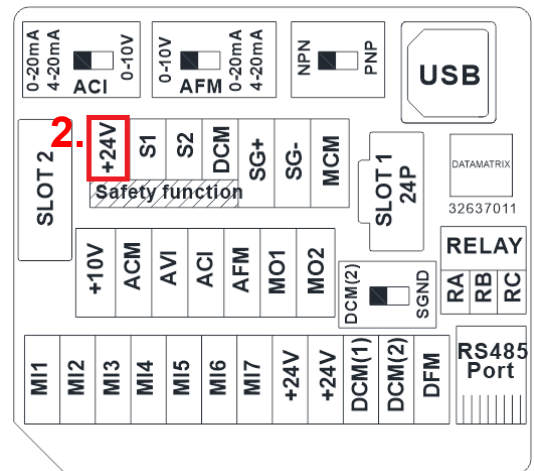 0-20mA
4-20mA
ACI
0-10V
0-10V
AFM
0-20mA
4-20mA
NPN
PNP
USB
2.
SLOT 2
+24V
S1
S2
DCM
SG+
SG-
MCM
Safety function
SLOT 1
24P
DATAMATRIX
32637011
+10V
ACM
AVI
ACI
AFM
MO1
MO2
DCM(2)
SGND
RELAY
RA
RB
RC
MI1
MI2
MI3
MI4
MI5
MI6
MI7
+24V
+24V
DCM(1)
DCM(2)
DFM
RS485
Port